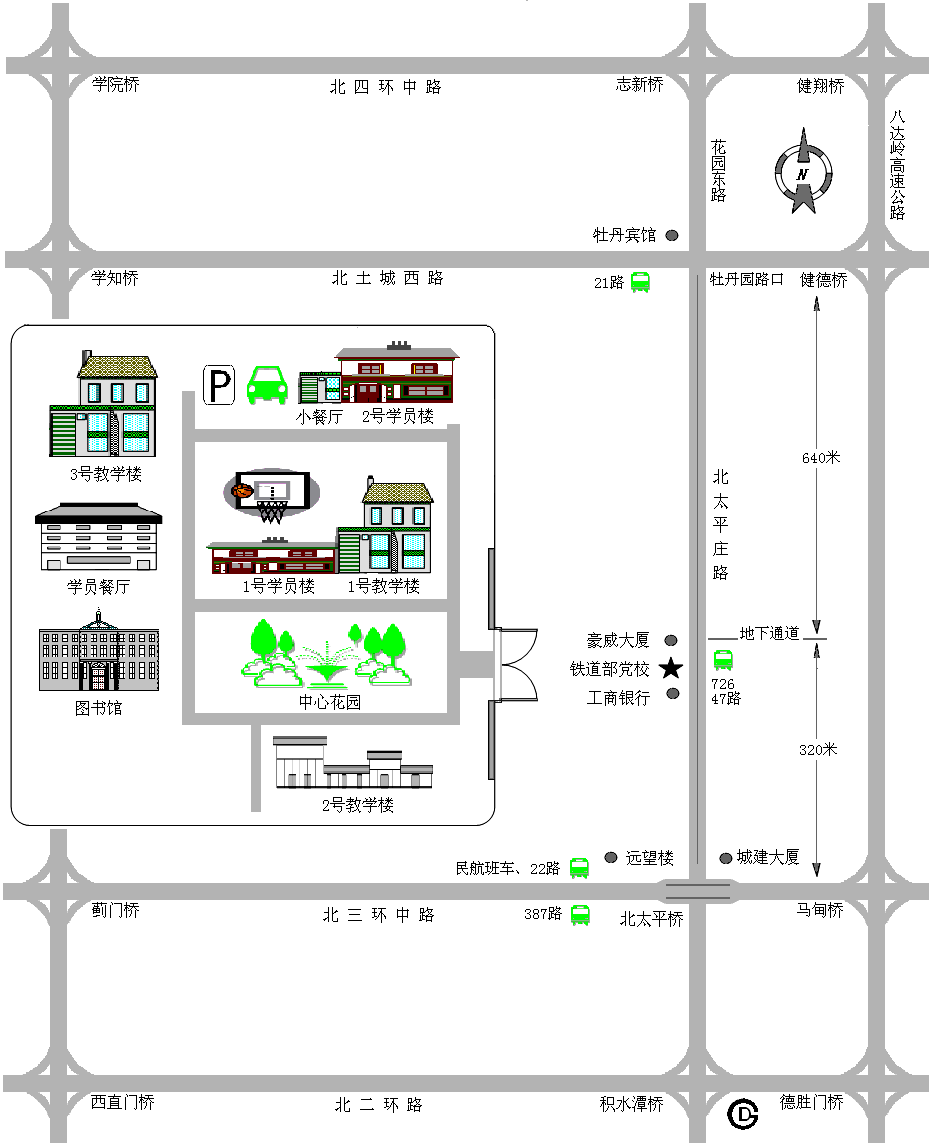 学院桥
北四环中路
志新桥
健翔桥
八达岭高速公路
花园东路
N
牡丹宾馆
学知桥
北土城西路
21路
牡丹园路口
健德桥
P
小餐厅
2号学员楼
3号教学楼
640米
北太平庄路
学员餐厅
1号学员楼
1号教学楼
豪威大厦
地下通道
铁道部党校
726
47路
工商银行
图书馆
中心花园
320米
2号教学楼
民航班车、22路
远望楼
城建大厦
蓟门桥
北三环中路
387路
北太平桥
马甸桥
西直门桥
北二环路
积水潭桥
德胜门桥